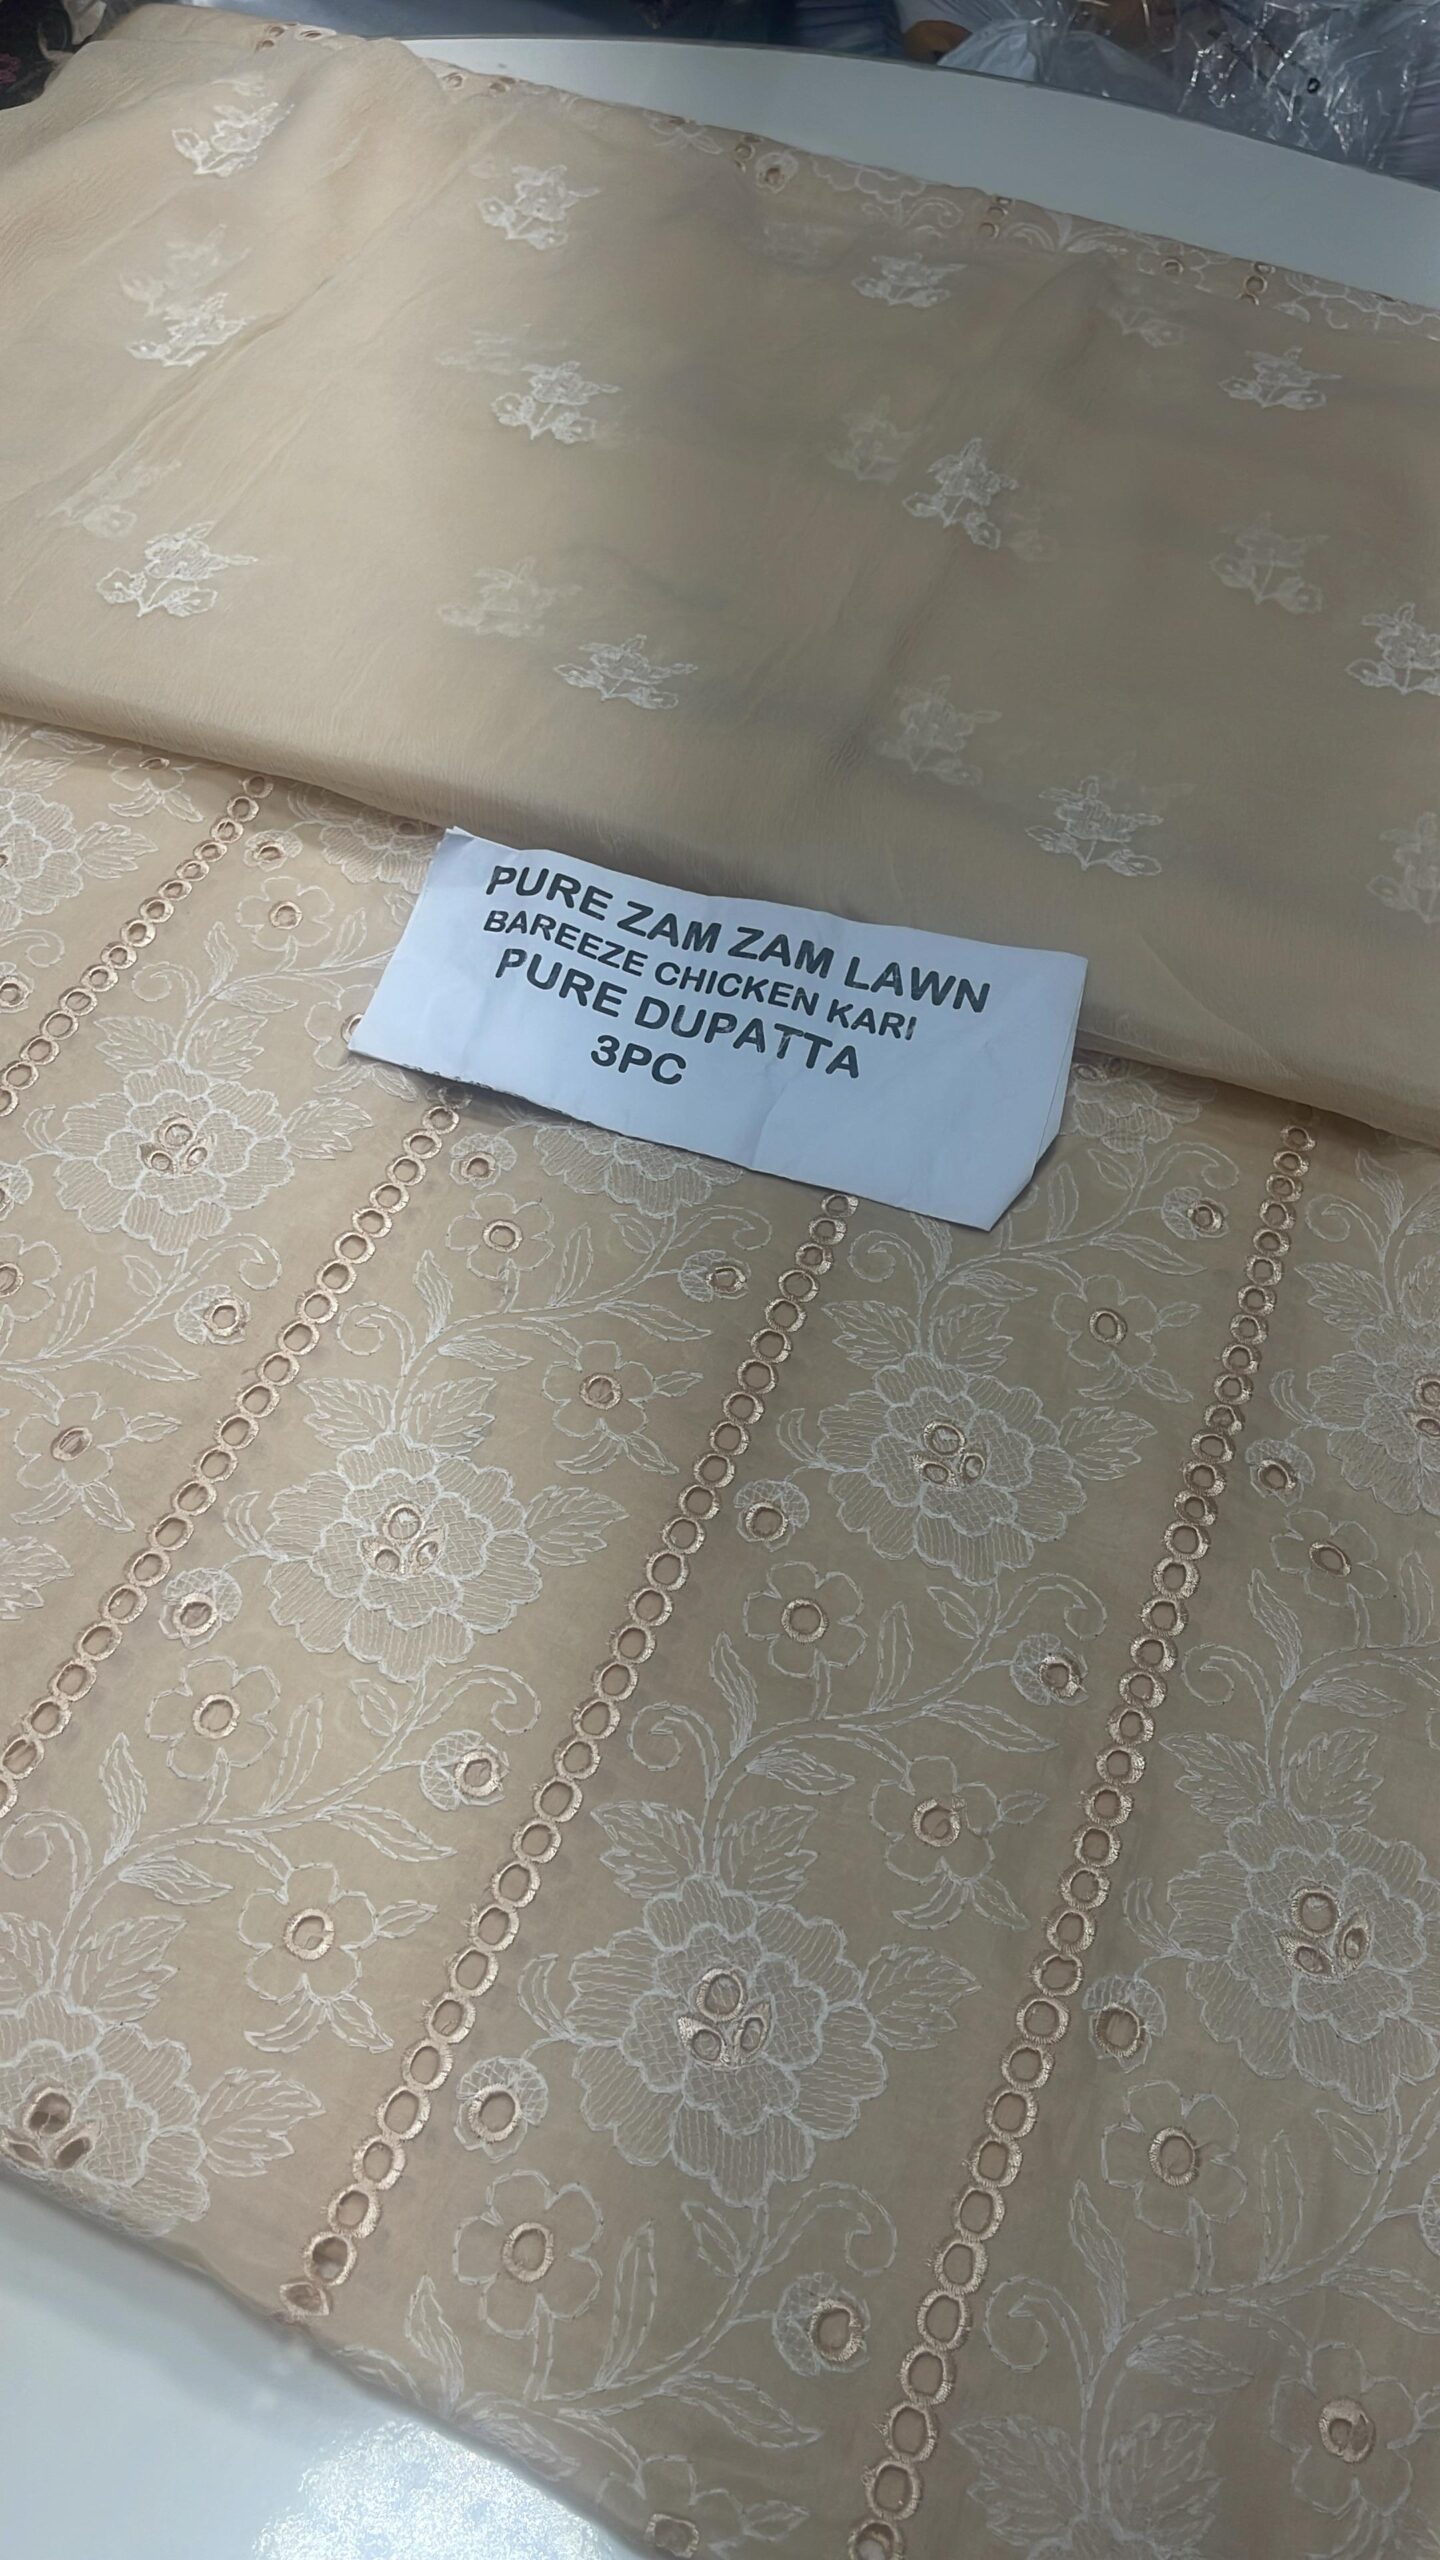 PURE ZAM ZAM LAWN
BAREEZE CHICKEN KARI
PURE DUPATTA
3PC